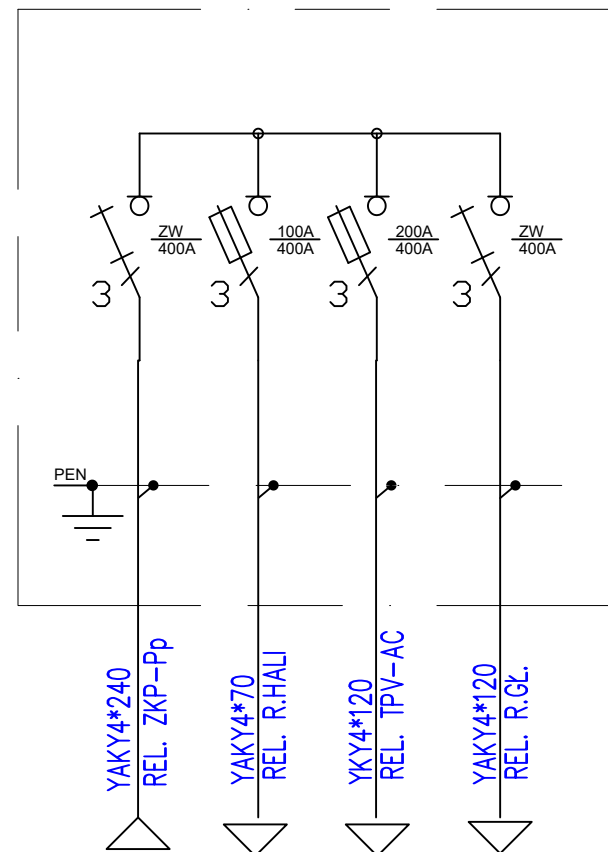 ZW
400A
100A
400A
200A
400A
ZW
400A
3
3
3
3
PEN
YAKY4*240
REL. ZKP-Pp
YAKY4*70
REL. R.HALI
YKY4*120
REL. TPV-AC
YAKY4*120
REL. R.GŁ.